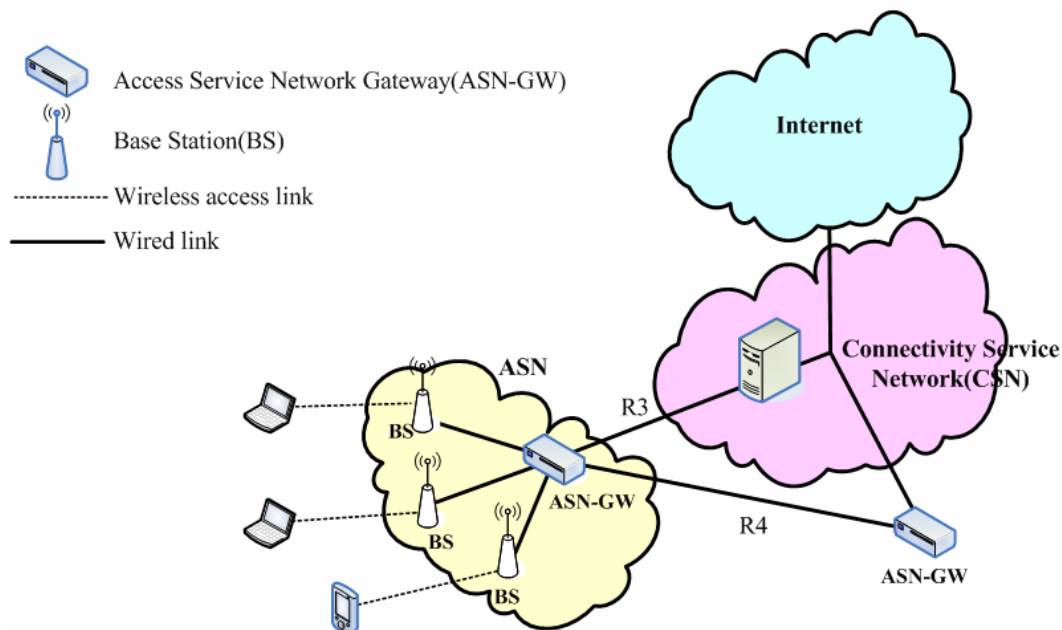 Access Service Network Gateway(ASN-GW)
Base Station(BS)
Wireless access link
Wired link
Internet
Connectivity Service
Network(CSN)
ASN
R3
BS
ASN-GW
BS
R4
BS
ASN-GW